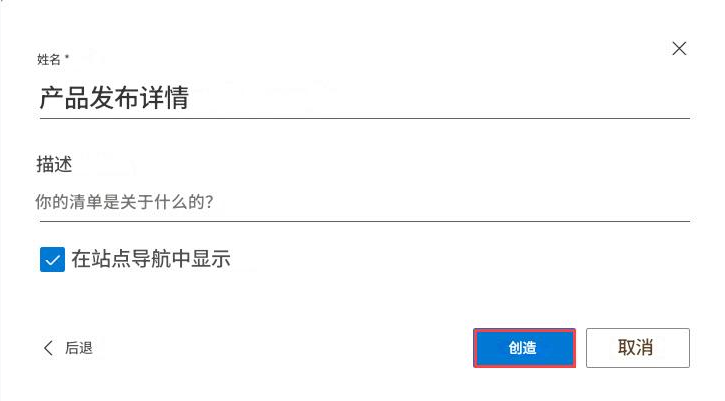 姓名 *
产品发布详情
描述
你的清单是关于什么的？
在站点导航中显示
后退
创造
取消